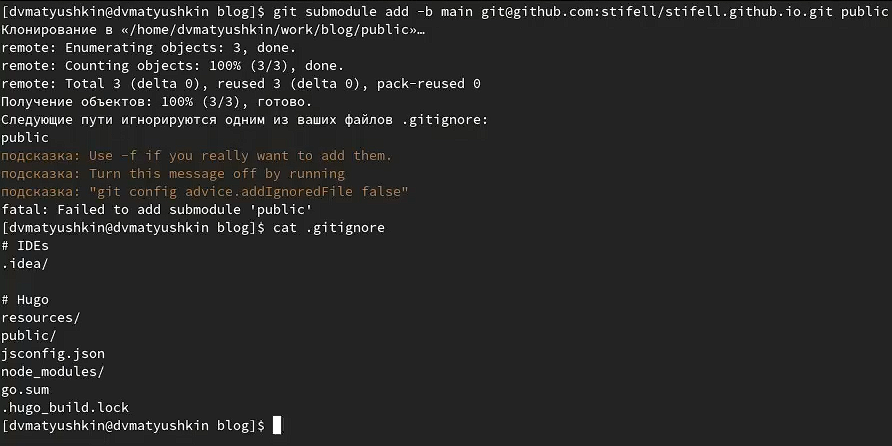 [dvmatyushkin@dvmatyushkin blog]$ git submodule add -b main git@github.com:stifell/stifell.github.io.git public
Клонирование в «/home/dvmatyushkin/work/blog/public»…
remote: Enumerating objects: 3, done.
remote: Counting objects: 100% (3/3), done.
remote: Total 3 (delta 0), reused 3 (delta 0), pack-reused 0
Получение объектов: 100% (3/3), готово.
Следующие пути игнорируются одним из ваших файлов .gitignore:
public
подсказка: Use -f if you really want to add them.
подсказка: Turn this message off by running
подсказка: "git config advice.addIgnoredFile false"
fatal: Failed to add submodule 'public'
[dvmatyushkin@dvmatyushkin blog]$ cat .gitignore
# IDEs
.idea/

# Hugo
resources/
public/
jsconfig.json
node_modules/
go.sum
.hugo_build.lock
[dvmatyushkin@dvmatyushkin blog]$